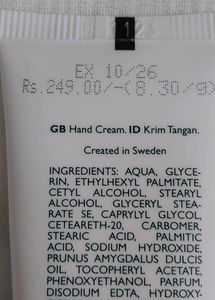 1
EX 10/26
Rs.249.00/-(8.30/g)
GB Hand Cream. ID Krim Tangan.
Created in Sweden
INGREDIENTS: AQUA, GLYCE-
RIN, ETHYLHEXYL PALMITATE,
CETYL ALCOHOL, STEARYL
ALCOHOL, GLYCERYL STEA-
RATE SE, CAPRYLYL GLYCOL,
CETEARETH-20, CARBOMER,
STEARIC ACID, PALMITIC
ACID, SODIUM HYDROXIDE,
PRUNUS AMYGDALUS DULCIS
OIL, TOCOPHERYL ACETATE,
PHENOXYETHANOL, PARFUM,
DISODIUM EDTA, HYDROXY-